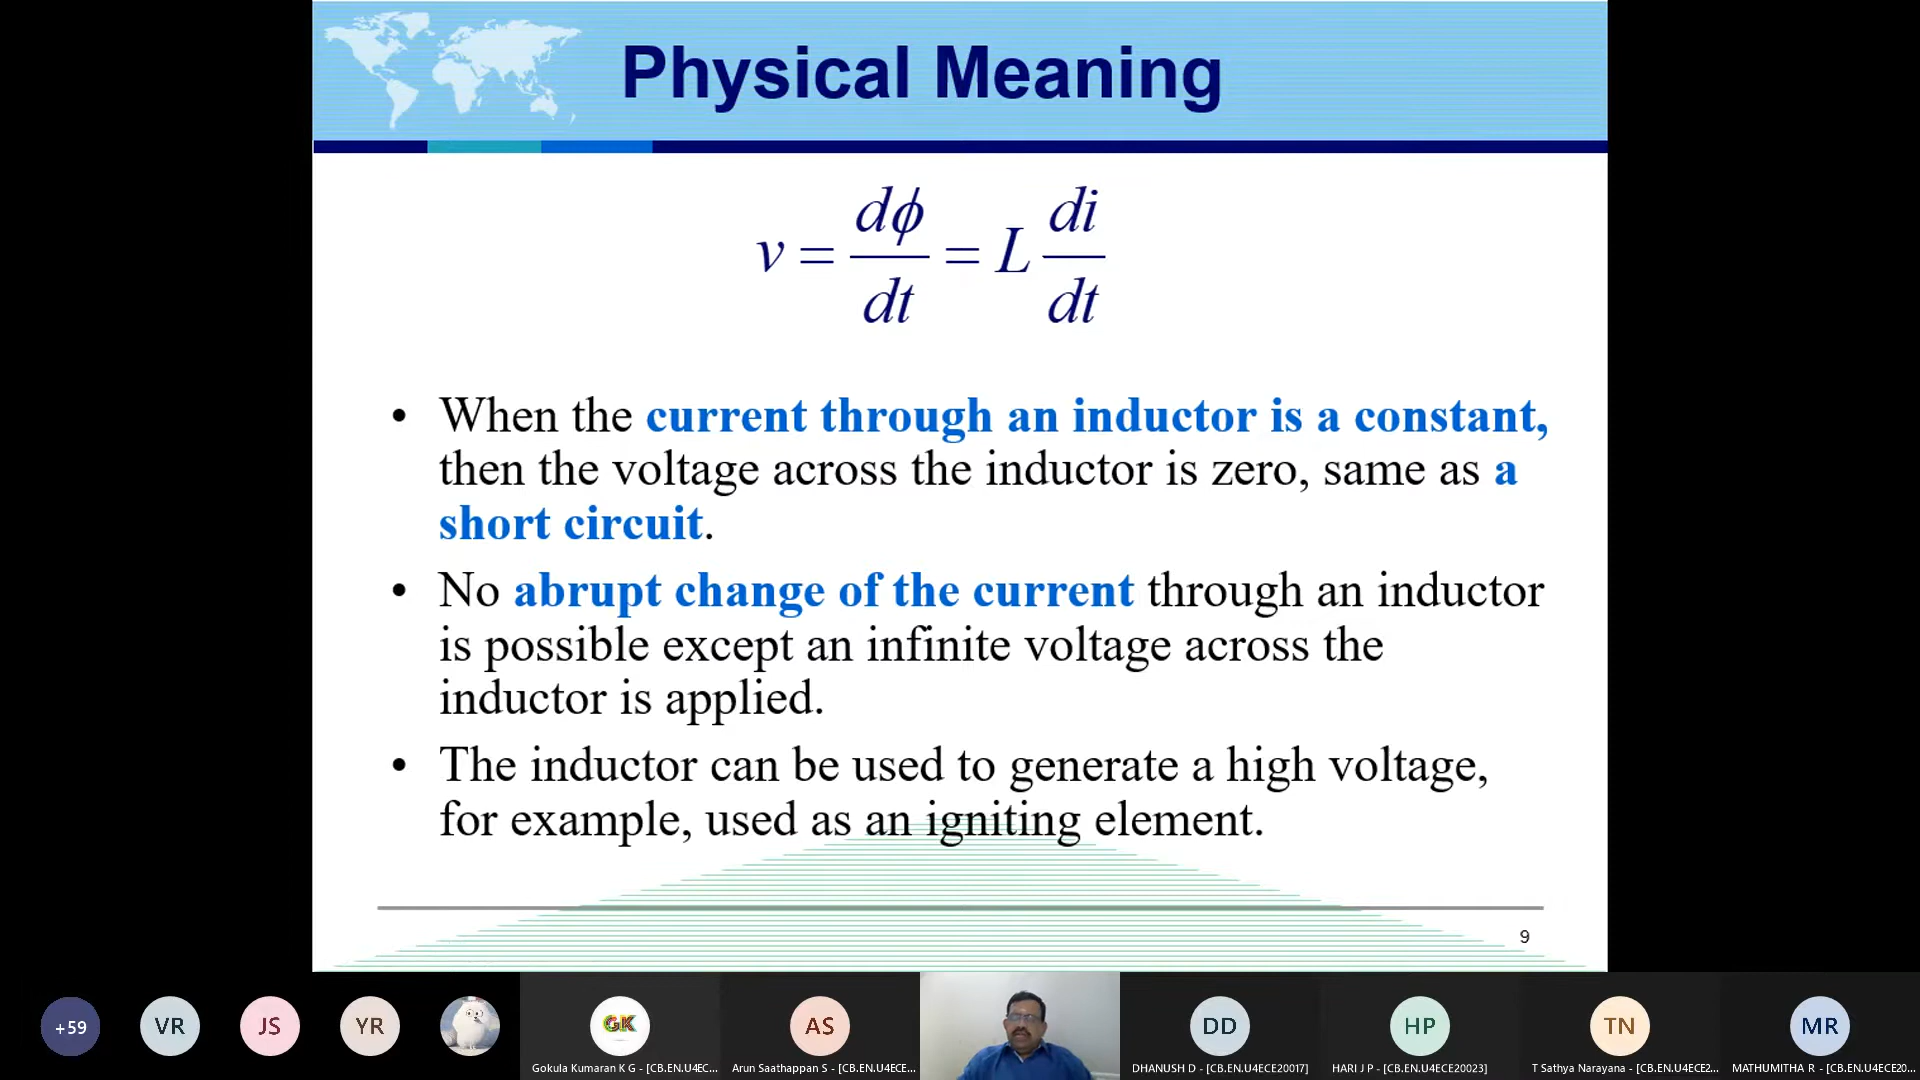 Physical Meaning
v = dϕ/dt = L di/dt
• When the current through an inductor is a constant,
then the voltage across the inductor is zero, same as a
short circuit.
• No abrupt change of the current through an inductor
is possible except an infinite voltage across the
inductor is applied.
• The inductor can be used to generate a high voltage,
for example, used as an igniting element.
9
+59
VR
JS
YR
GK
AS
DD
HP
TN
MR
Gokula Kumaran K G - [CB.EN.U4EC...
Arun Saathappan S - [CB.EN.U4ECE...
DHANUSH D - [CB.EN.U4ECE20017]
HARI J P - [CB.EN.U4ECE20023]
T Sathya Narayana - [CB.EN.U4ECE2...
MATHUMITHA R - [CB.EN.U4ECE20...